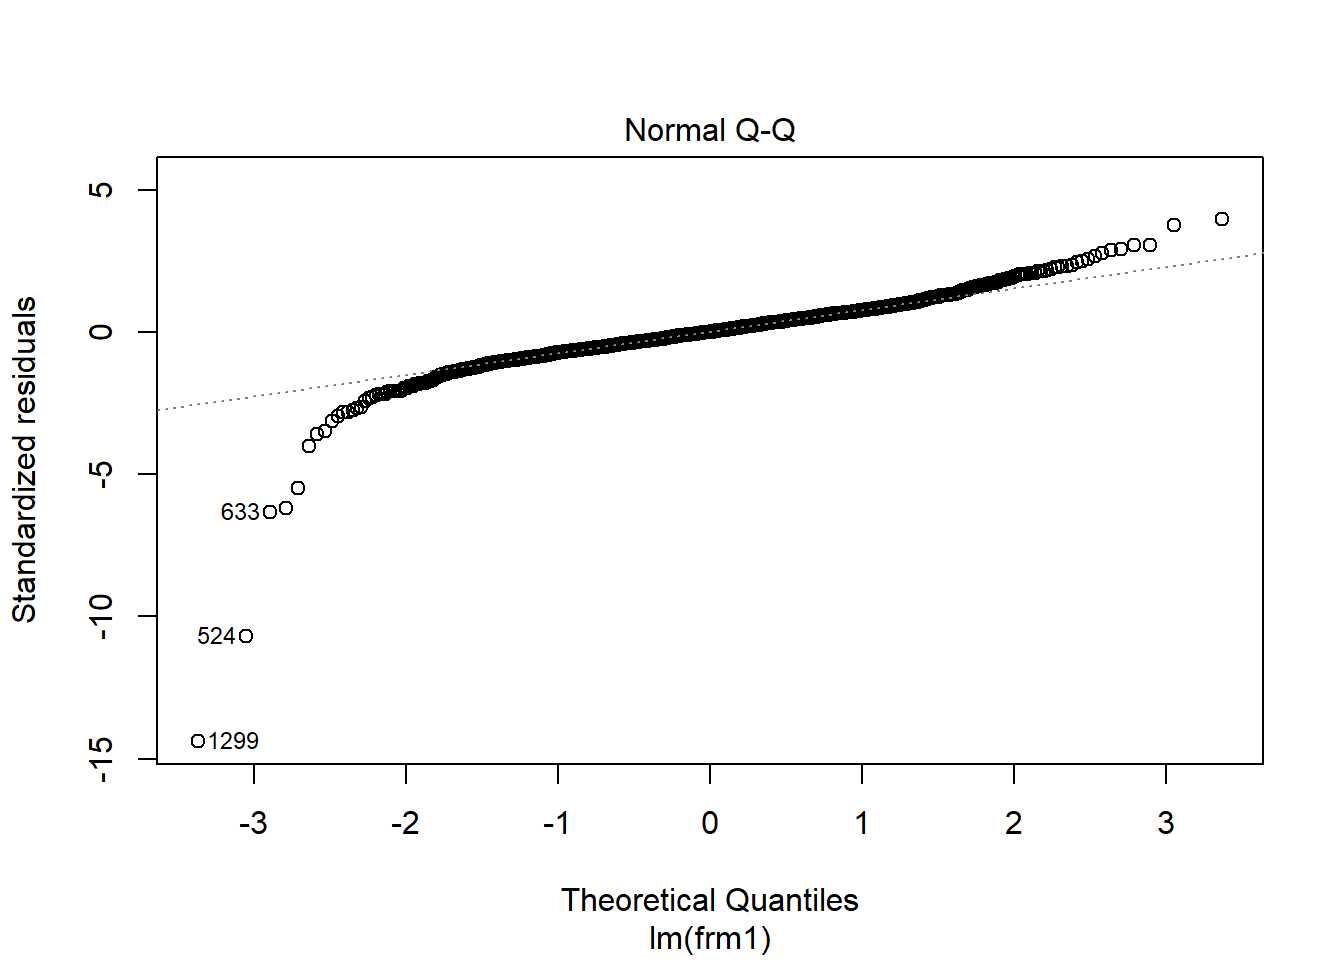 Normal Q-Q
Standardized residuals
5
0
-5
-10
-15
633
524
1299
-3 -2 -1 0 1 2 3
Theoretical Quantiles
lm(frm1)